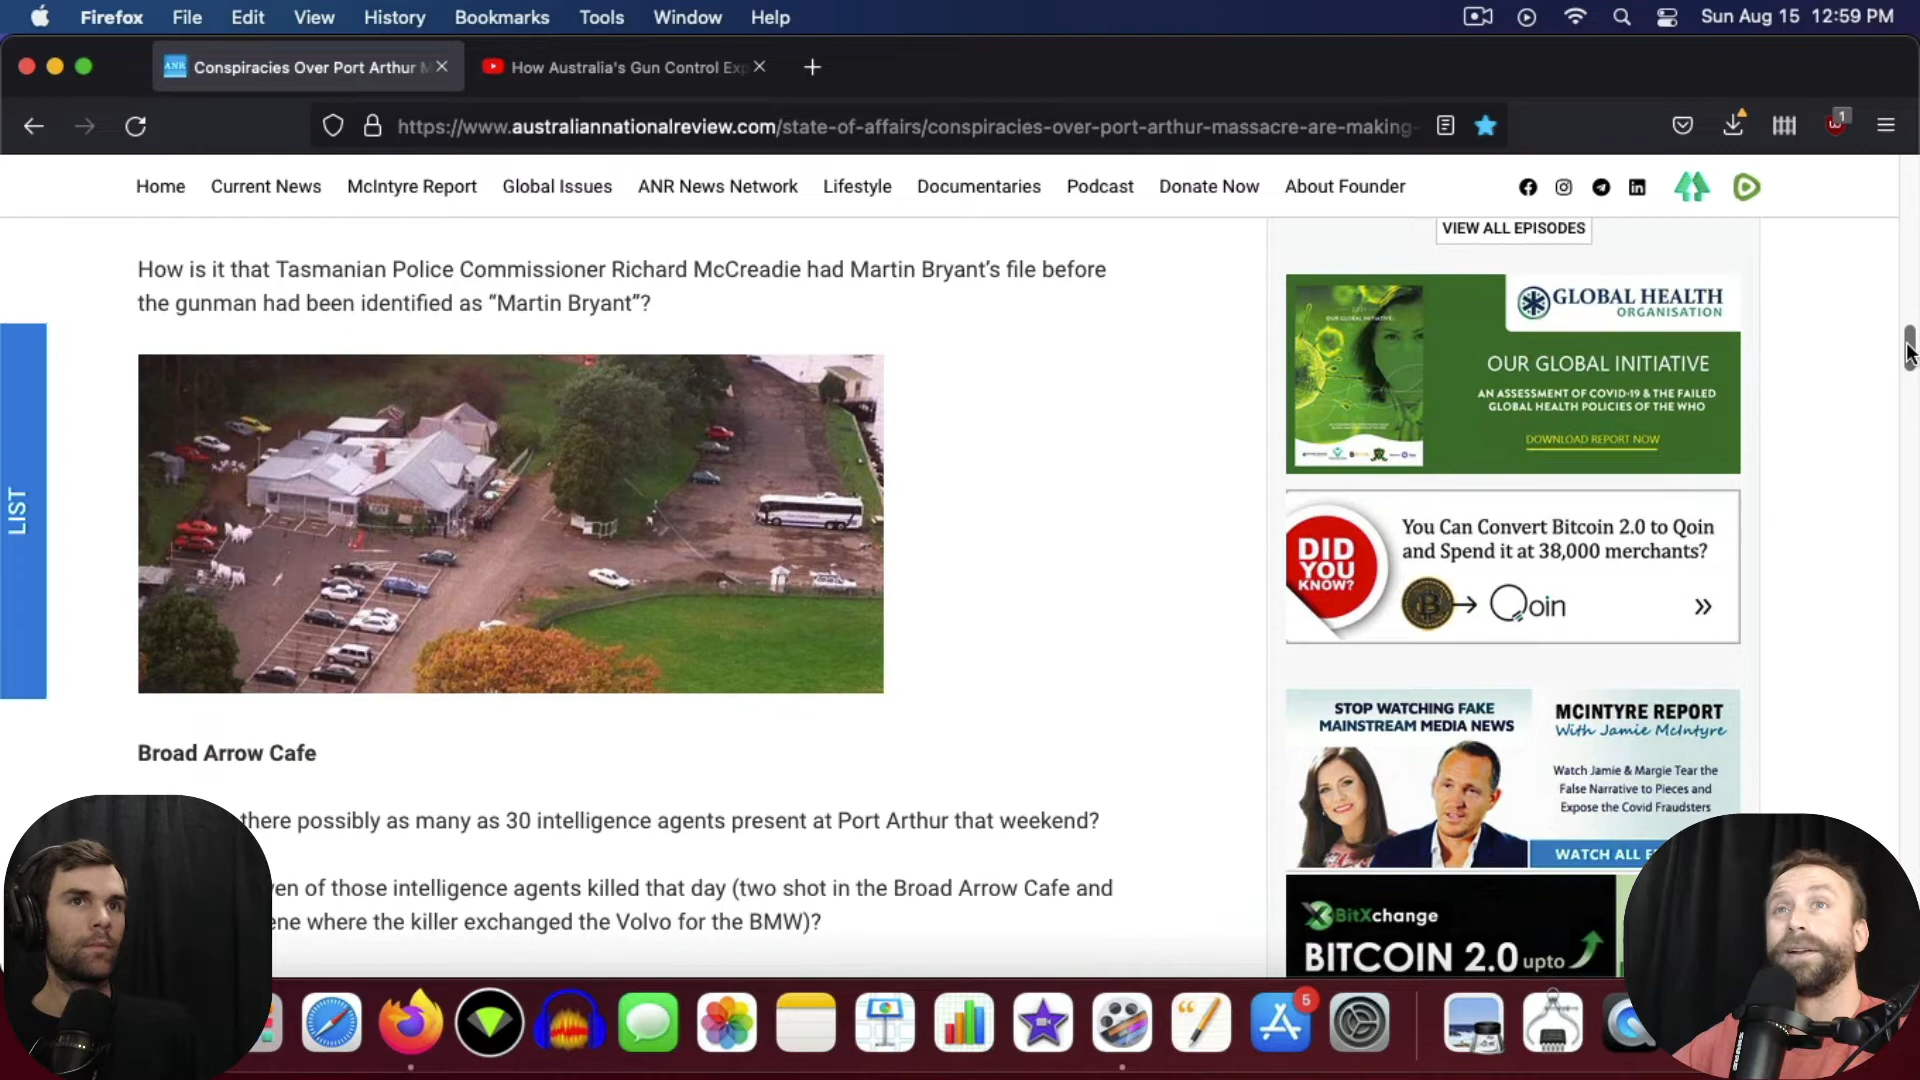 Firefox File Edit View History Bookmarks Tools Window Help Sun Aug 15 12:59 PM
ANR Conspiracies Over Port Arthur M
How Australia's Gun Control Exp
https://www.australiannationalreview.com/state-of-affairs/conspiracies-over-port-arthur-massacre-are-making-
1
Home Current News McIntyre Report Global Issues ANR News Network Lifestyle Documentaries Podcast Donate Now About Founder
How is it that Tasmanian Police Commissioner Richard McCreadie had Martin Bryant’s file before
the gunman had been identified as “Martin Bryant”?
LIST
Broad Arrow Cafe
there possibly as many as 30 intelligence agents present at Port Arthur that weekend?
ven of those intelligence agents killed that day (two shot in the Broad Arrow Cafe and
ene where the killer exchanged the Volvo for the BMW)?
VIEW ALL EPISODES
GLOBAL HEALTH
ORGANISATION
OUR GLOBAL INITIATIVE
AN ASSESSMENT OF COVID-19 & THE FAILED
GLOBAL HEALTH POLICIES OF THE WHO
DOWNLOAD REPORT NOW
DID
YOU
KNOW?
You Can Convert Bitcoin 2.0 to Qoin
and Spend it at 38,000 merchants?
Qoin
STOP WATCHING FAKE
MAINSTREAM MEDIA NEWS
MCINTYRE REPORT
With Jamie McIntyre
Watch Jamie & Margie Tear the
False Narrative to Pieces and
Expose the Covid Fraudsters
WATCH ALL E
BitXchange
BITCOIN 2.0 upto
5